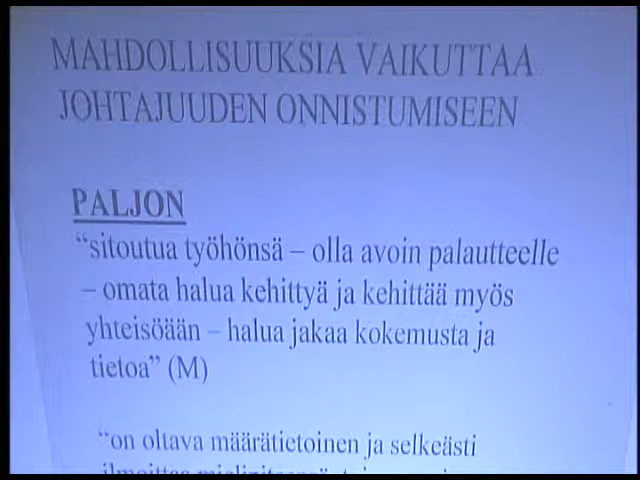 MAHDOLLISUUKSIA VAIKUTTAA
JOHTAJUUDEN ONNISTUMISEEN
PALJON
“sitoutua työhönsä – olla avoin palautteelle
– omata halua kehittyä ja kehittää myös
yhteisöään – halua jakaa kokemusta ja
tietoa” (M)
“on oltava määrätietoinen ja selkeästi